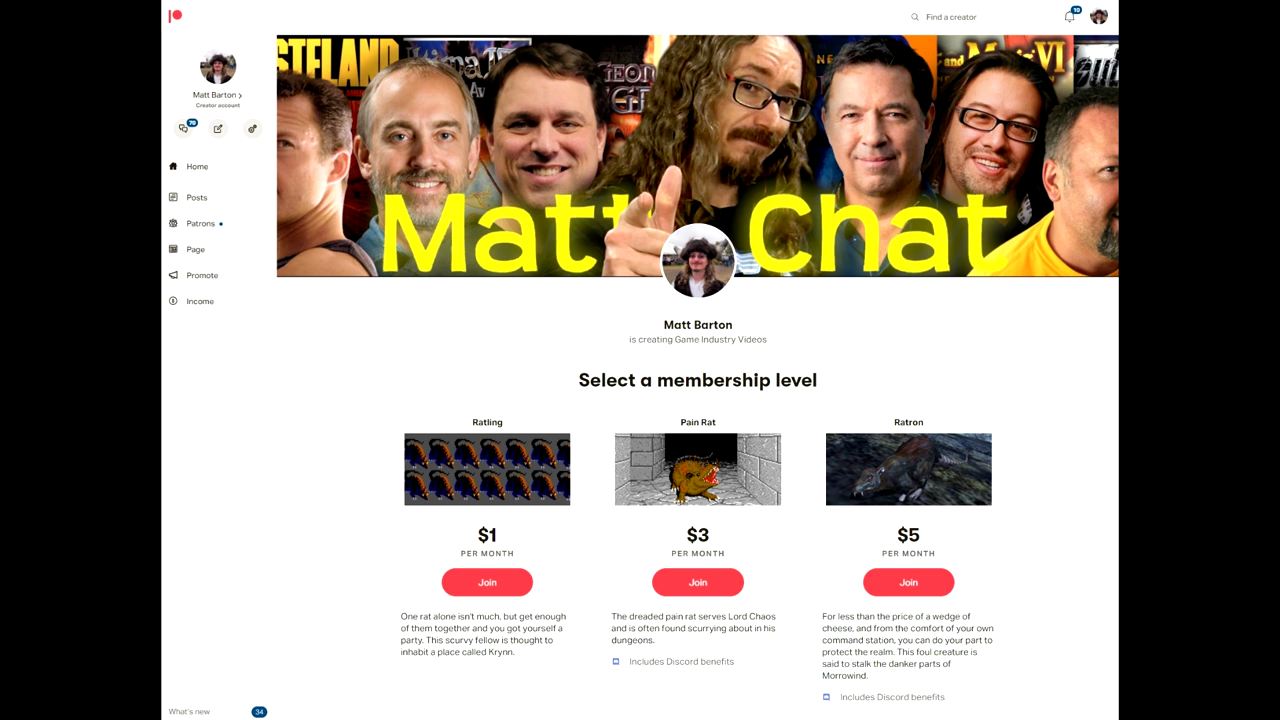 Find a creator
10
Matt Barton
Creator account
70
Home
Posts
Patrons
Page
Promote
Income
What's new
34
WASTELAND
and Magic VI
Matt Chat
Matt Barton
is creating Game Industry Videos
Select a membership level
Ratling
$1
PER MONTH
Join
One rat alone isn't much, but get enough
of them together and you got yourself a
party. This scurvy fellow is thought to
inhabit a place called Krynn.
Pain Rat
$3
PER MONTH
Join
The dreaded pain rat serves Lord Chaos
and is often found scurrying about in his
dungeons.
Includes Discord benefits
Ratron
$5
PER MONTH
Join
For less than the price of a wedge of
cheese, and from the comfort of your own
command station, you can do your part to
protect the realm. This foul creature is
said to stalk the danker parts of
Morrowind.
Includes Discord benefits